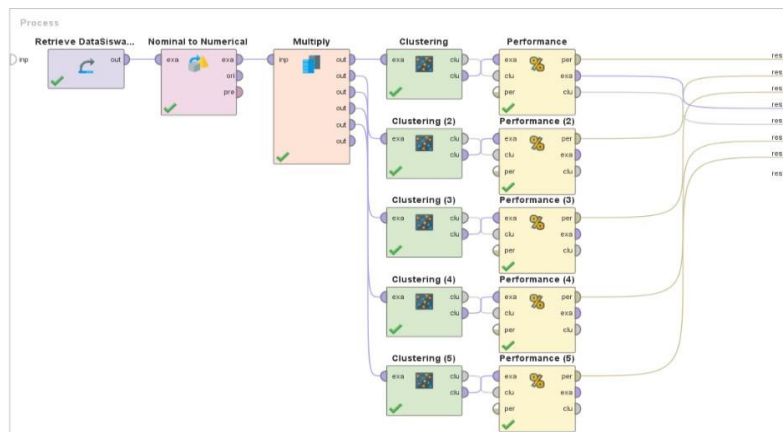 Process
Retrieve DataSiswa... Nominal to Numerical Multiply Clustering Performance
inp out exa exa inp out exa clu exa per res
ori out clu clu exa res
pre out per clu res
out res
out Clustering (2) Performance (2) res
out exa clu exa per res
clu clu exa res
per clu res
Clustering (3) Performance (3)
exa clu exa per
clu clu exa
per clu
Clustering (4) Performance (4)
exa clu exa per
clu clu exa
per clu
Clustering (5) Performance (5)
exa clu exa per
clu clu exa
per clu